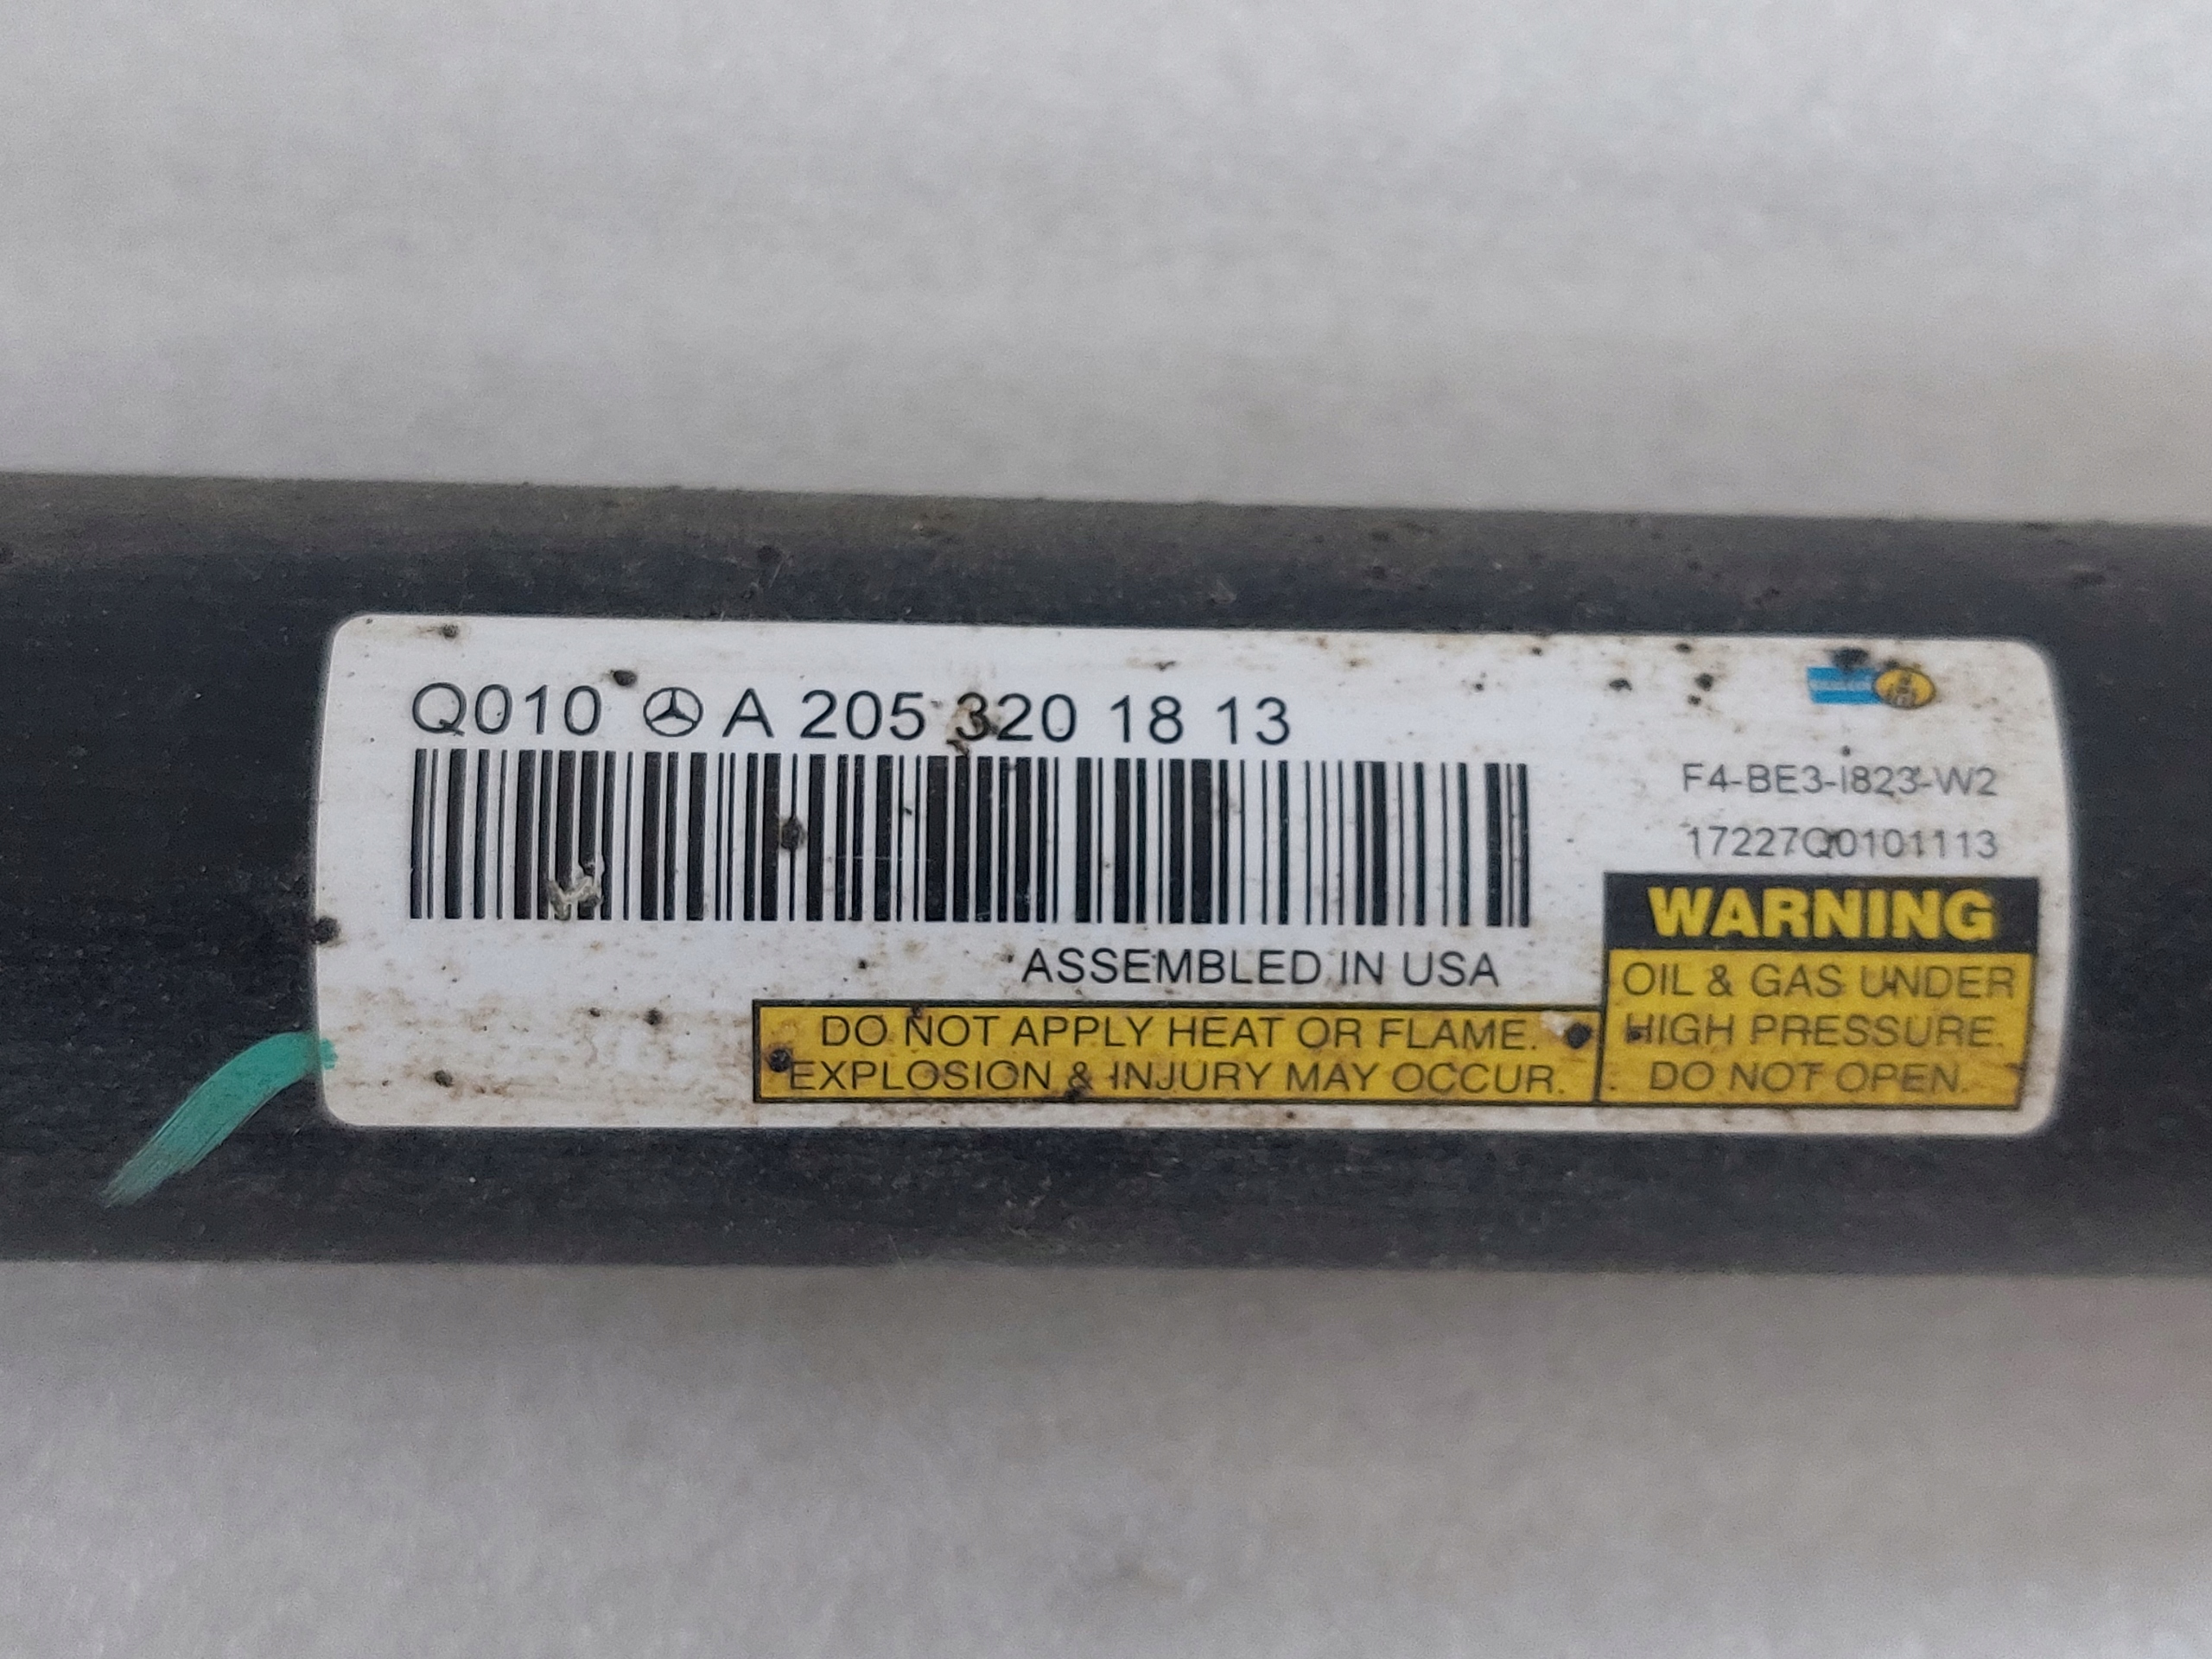 Q010 A 205 320 18 13
F4-BE3-I823-W2
17227Q0101113
ASSEMBLED IN USA
WARNING
OIL & GAS UNDER
HIGH PRESSURE.
DO NOT OPEN.
DO NOT APPLY HEAT OR FLAME.
EXPLOSION & INJURY MAY OCCUR.